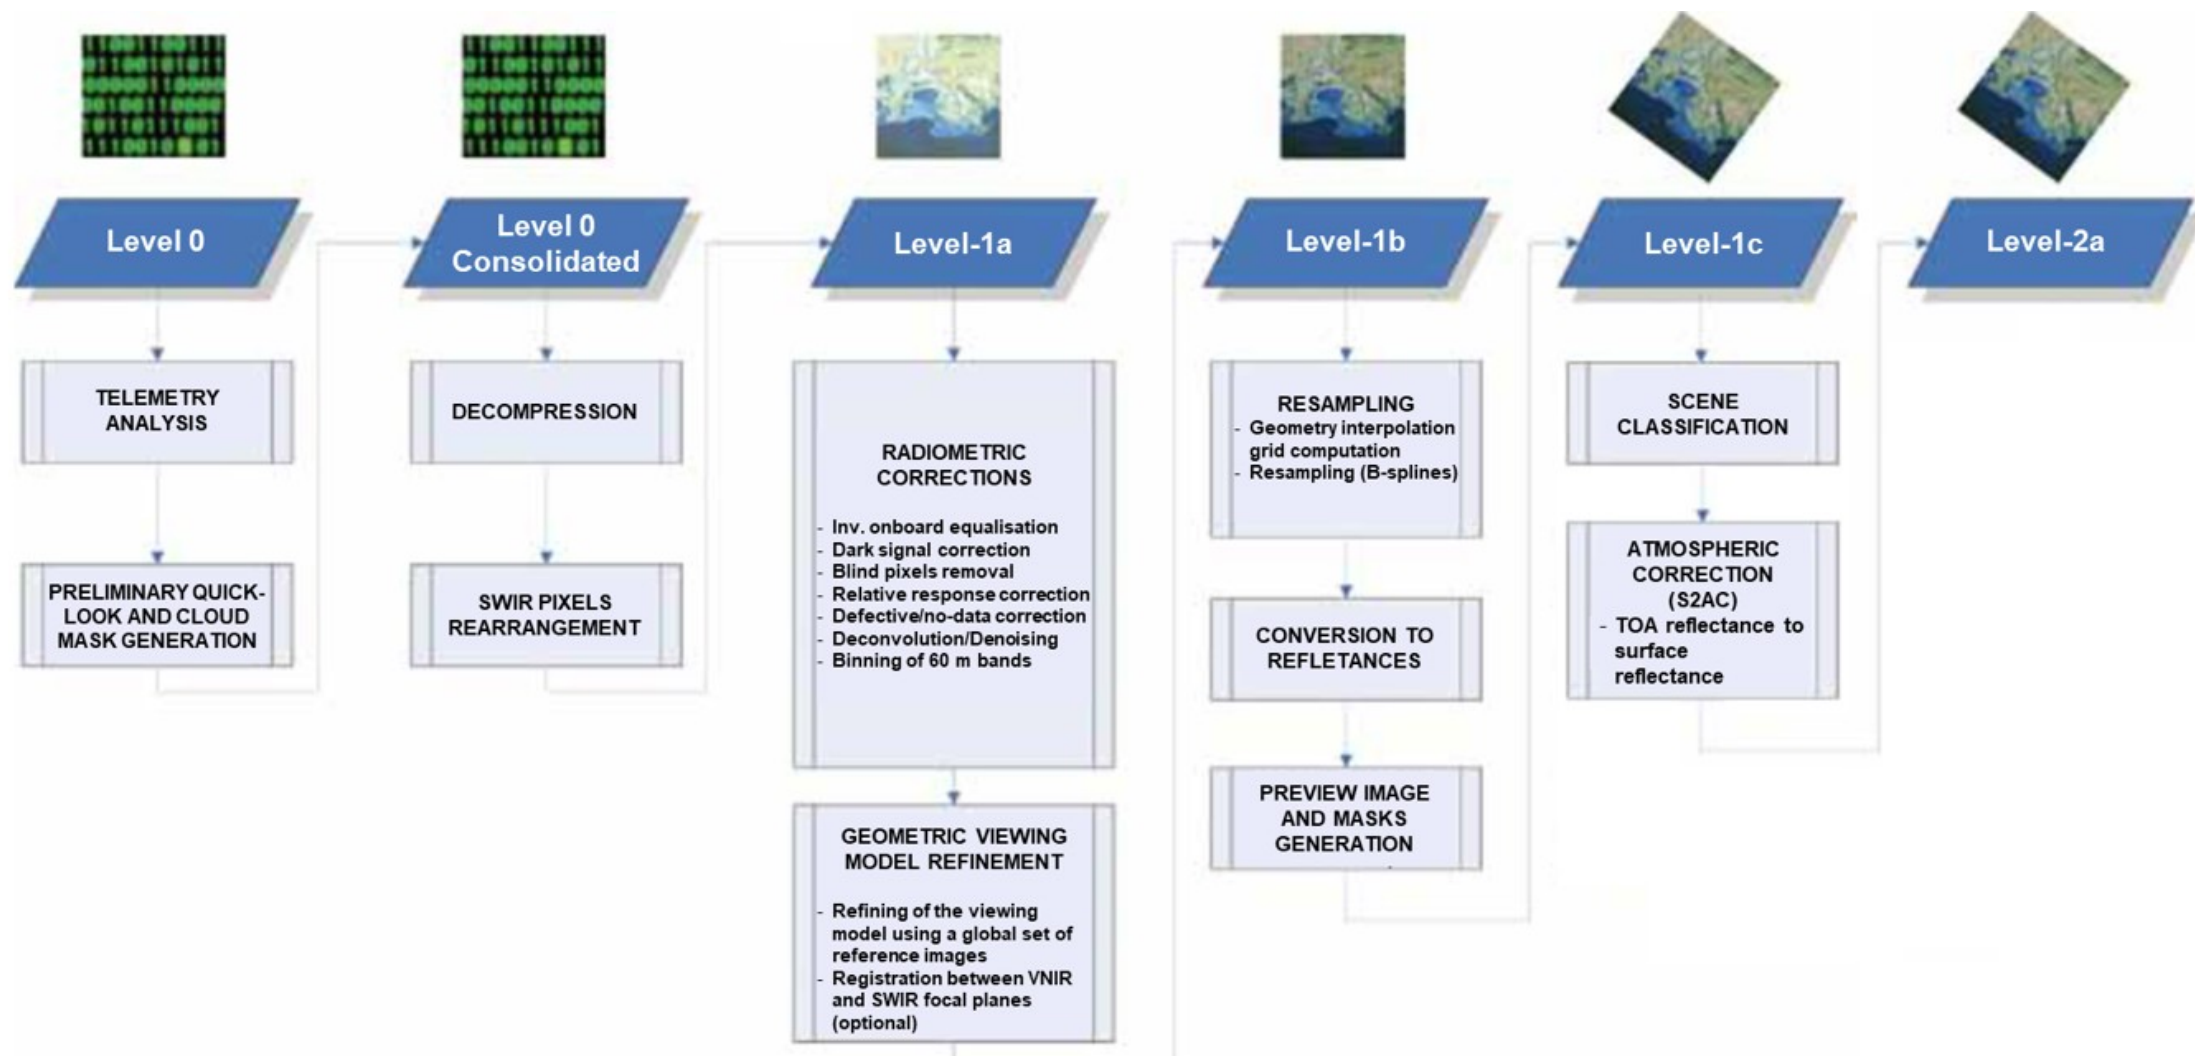 Level 0
Level 0
Consolidated
Level-1a
Level-1b
Level-1c
Level-2a
TELEMETRY
ANALYSIS
PRELIMINARY QUICK-
LOOK AND CLOUD
MASK GENERATION
DECOMPRESSION
SWIR PIXELS
REARRANGEMENT
RADIOMETRIC
CORRECTIONS
- Inv. onboard equalisation
- Dark signal correction
- Blind pixels removal
- Relative response correction
- Defective/no-data correction
- Deconvolution/Denoising
- Binning of 60 m bands
GEOMETRIC VIEWING
MODEL REFINEMENT
- Refining of the viewing
model using a global set of
reference images
- Registration between VNIR
and SWIR focal planes
(optional)
RESAMPLING
- Geometry interpolation
grid computation
- Resampling (B-splines)
CONVERSION TO
REFLETANCES
PREVIEW IMAGE
AND MASKS
GENERATION
SCENE
CLASSIFICATION
ATMOSPHERIC
CORRECTION
(S2AC)
- TOA reflectance to
surface
reflectance